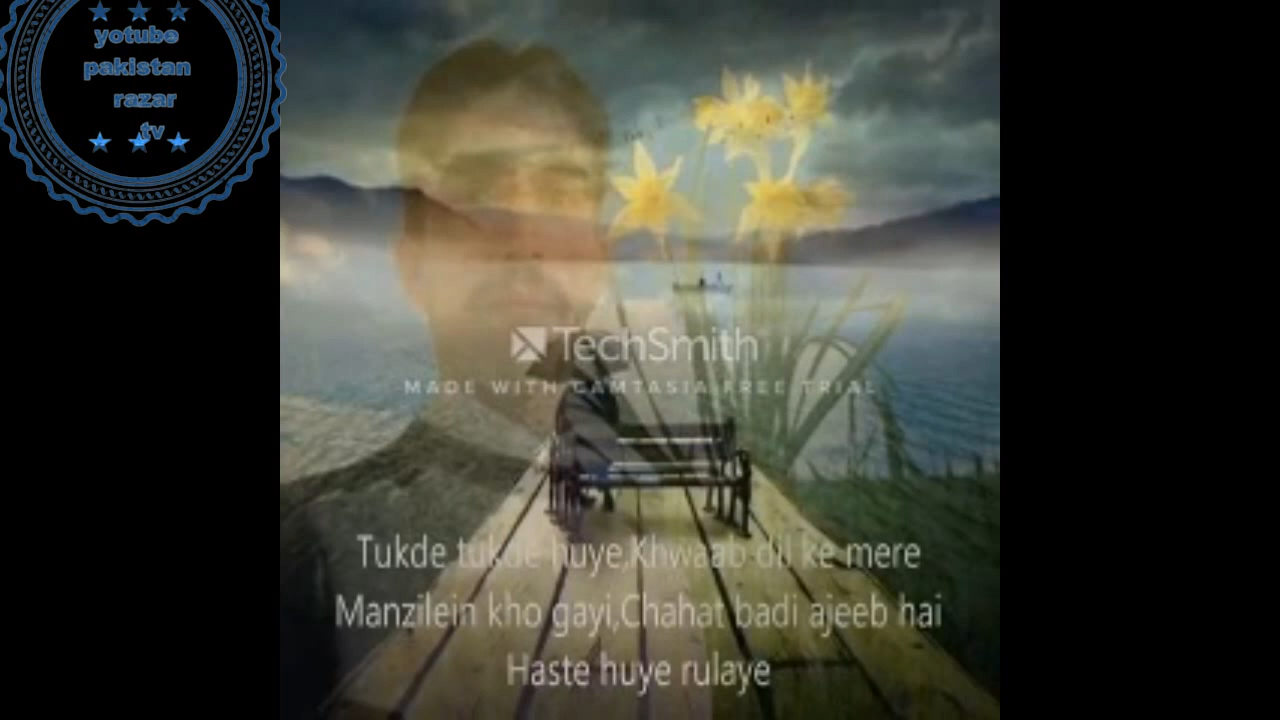 yotube
pakistan
razar
tv
TechSmith
MADE WITH CAMTASIA FREE TRIAL
Tukde tukde huye,Khwaab dil ke mere
Manzilein kho gayi,Chahat badi ajeeb hai
Haste huye rulaye